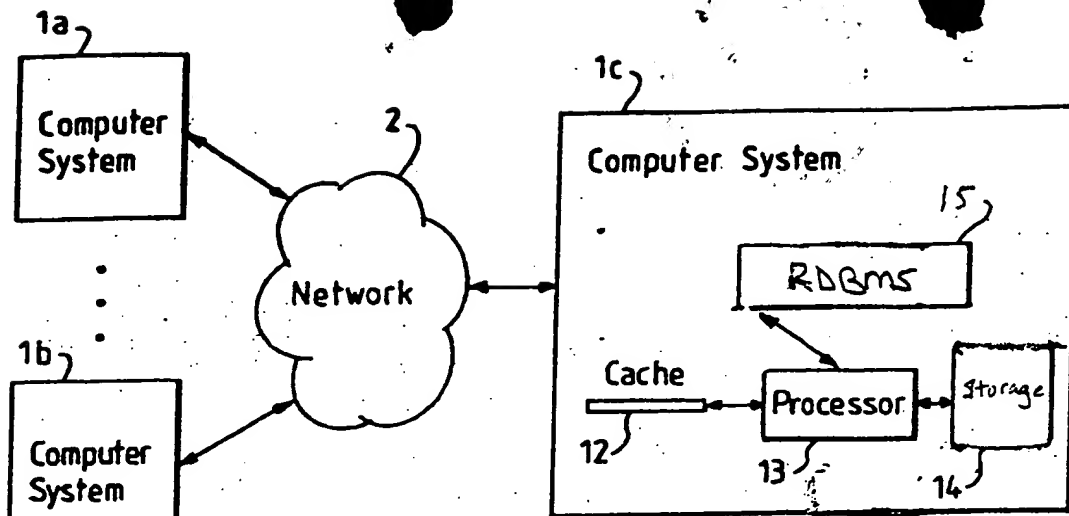 1a
Computer
System
2
Network
1b
Computer
System
1c
Computer System
15
RDBMS
Cache
12
Processor
13
Storage
14